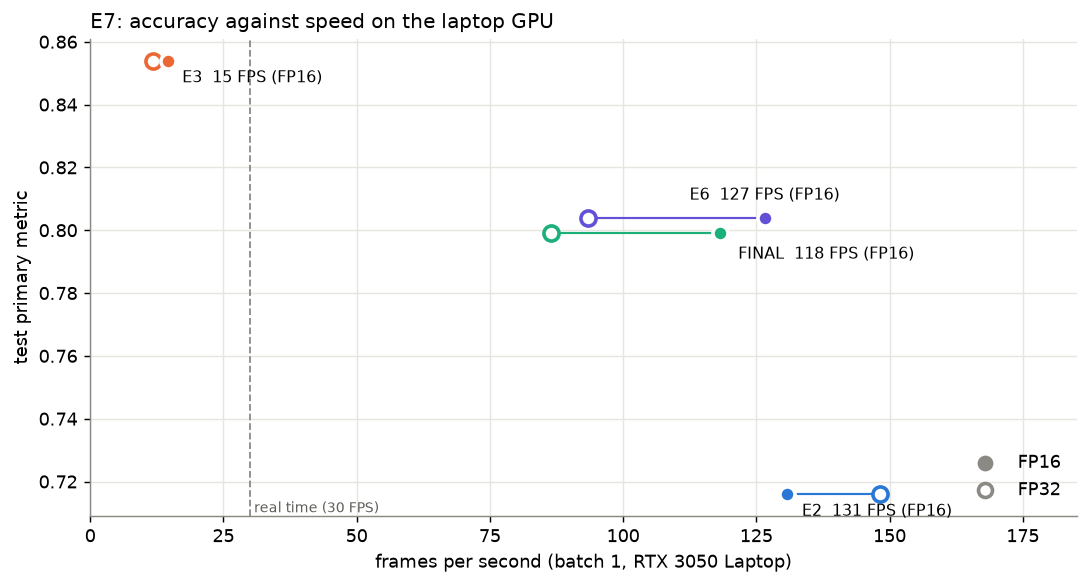 E7: accuracy against speed on the laptop GPU
0.86
E3  15 FPS (FP16)
0.84
0.82
E6  127 FPS (FP16)
0.80
FINAL  118 FPS (FP16)
0.78
0.76
0.74
0.72
FP16
FP32
E2  131 FPS (FP16)
real time (30 FPS)
test primary metric
0 25 50 75 100 125 150 175
frames per second (batch 1, RTX 3050 Laptop)